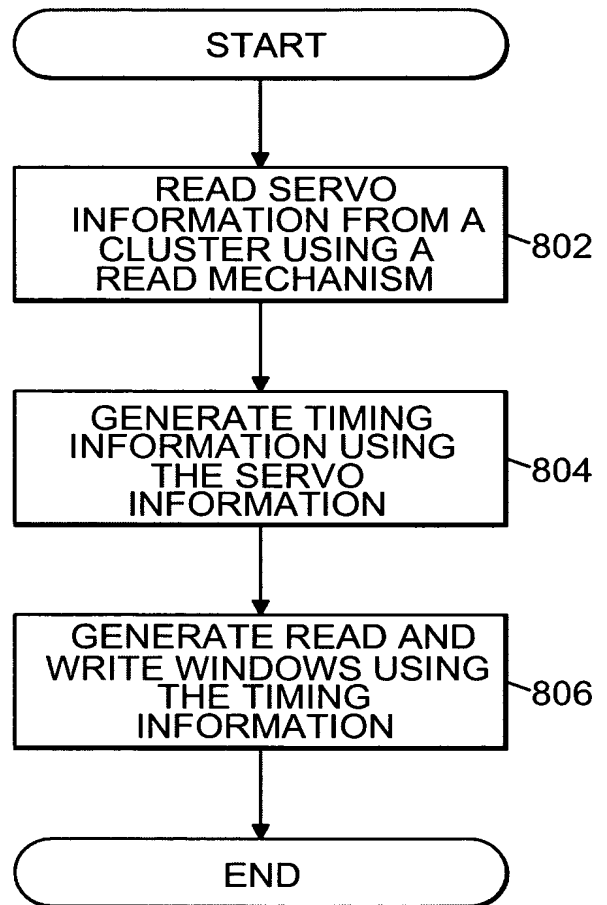 START
READ SERVO
INFORMATION FROM A
CLUSTER USING A
READ MECHANISM
802
GENERATE TIMING
INFORMATION USING
THE SERVO
INFORMATION
804
GENERATE READ AND
WRITE WINDOWS USING
THE TIMING
INFORMATION
806
END